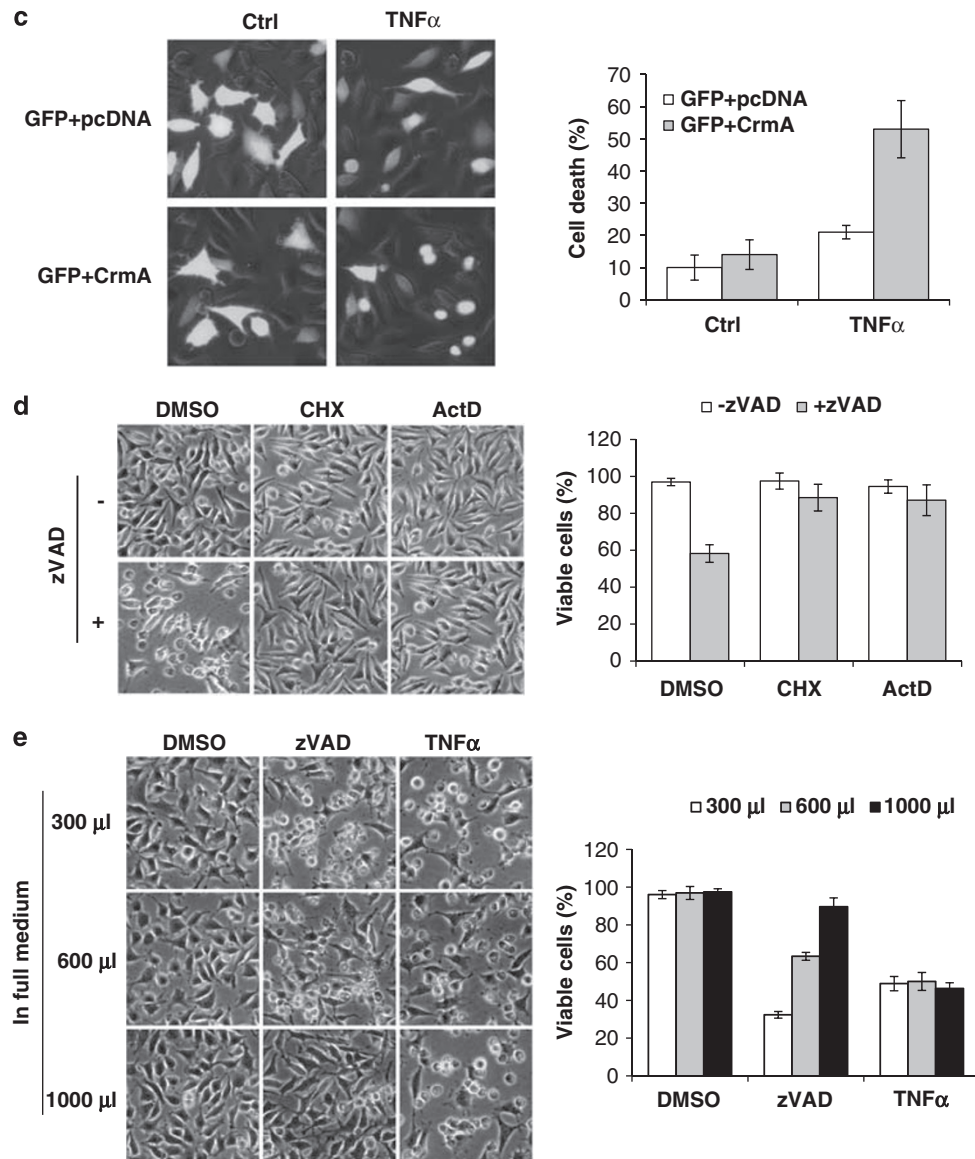 c
Ctrl
TNFα
GFP+pcDNA
GFP+CrmA
Cell death (%)
70
60
50
40
30
20
10
0
GFP+pcDNA
GFP+CrmA
Ctrl
TNFα
d
DMSO
CHX
ActD
zVAD
-
+
-zVAD
+zVAD
Viable cells (%)
120
100
80
60
40
20
0
DMSO
CHX
ActD
e
DMSO
zVAD
TNFα
In full medium
300 µl
600 µl
1000 µl
300 µl
600 µl
1000 µl
Viable cells (%)
120
100
80
60
40
20
0
DMSO
zVAD
TNFα